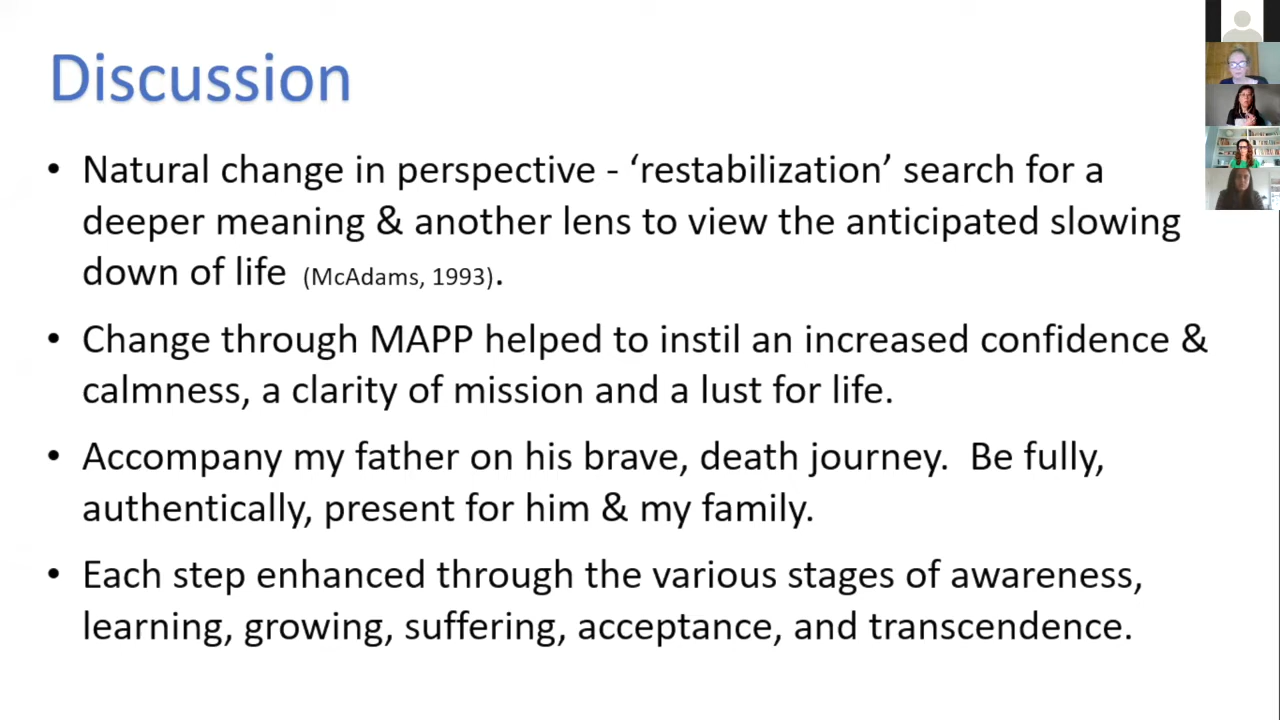 Discussion
• Natural change in perspective - ‘restabilization’ search for a
deeper meaning & another lens to view the anticipated slowing
down of life (McAdams, 1993).
• Change through MAPP helped to instil an increased confidence &
calmness, a clarity of mission and a lust for life.
• Accompany my father on his brave, death journey.  Be fully,
authentically, present for him & my family.
• Each step enhanced through the various stages of awareness,
learning, growing, suffering, acceptance, and transcendence.